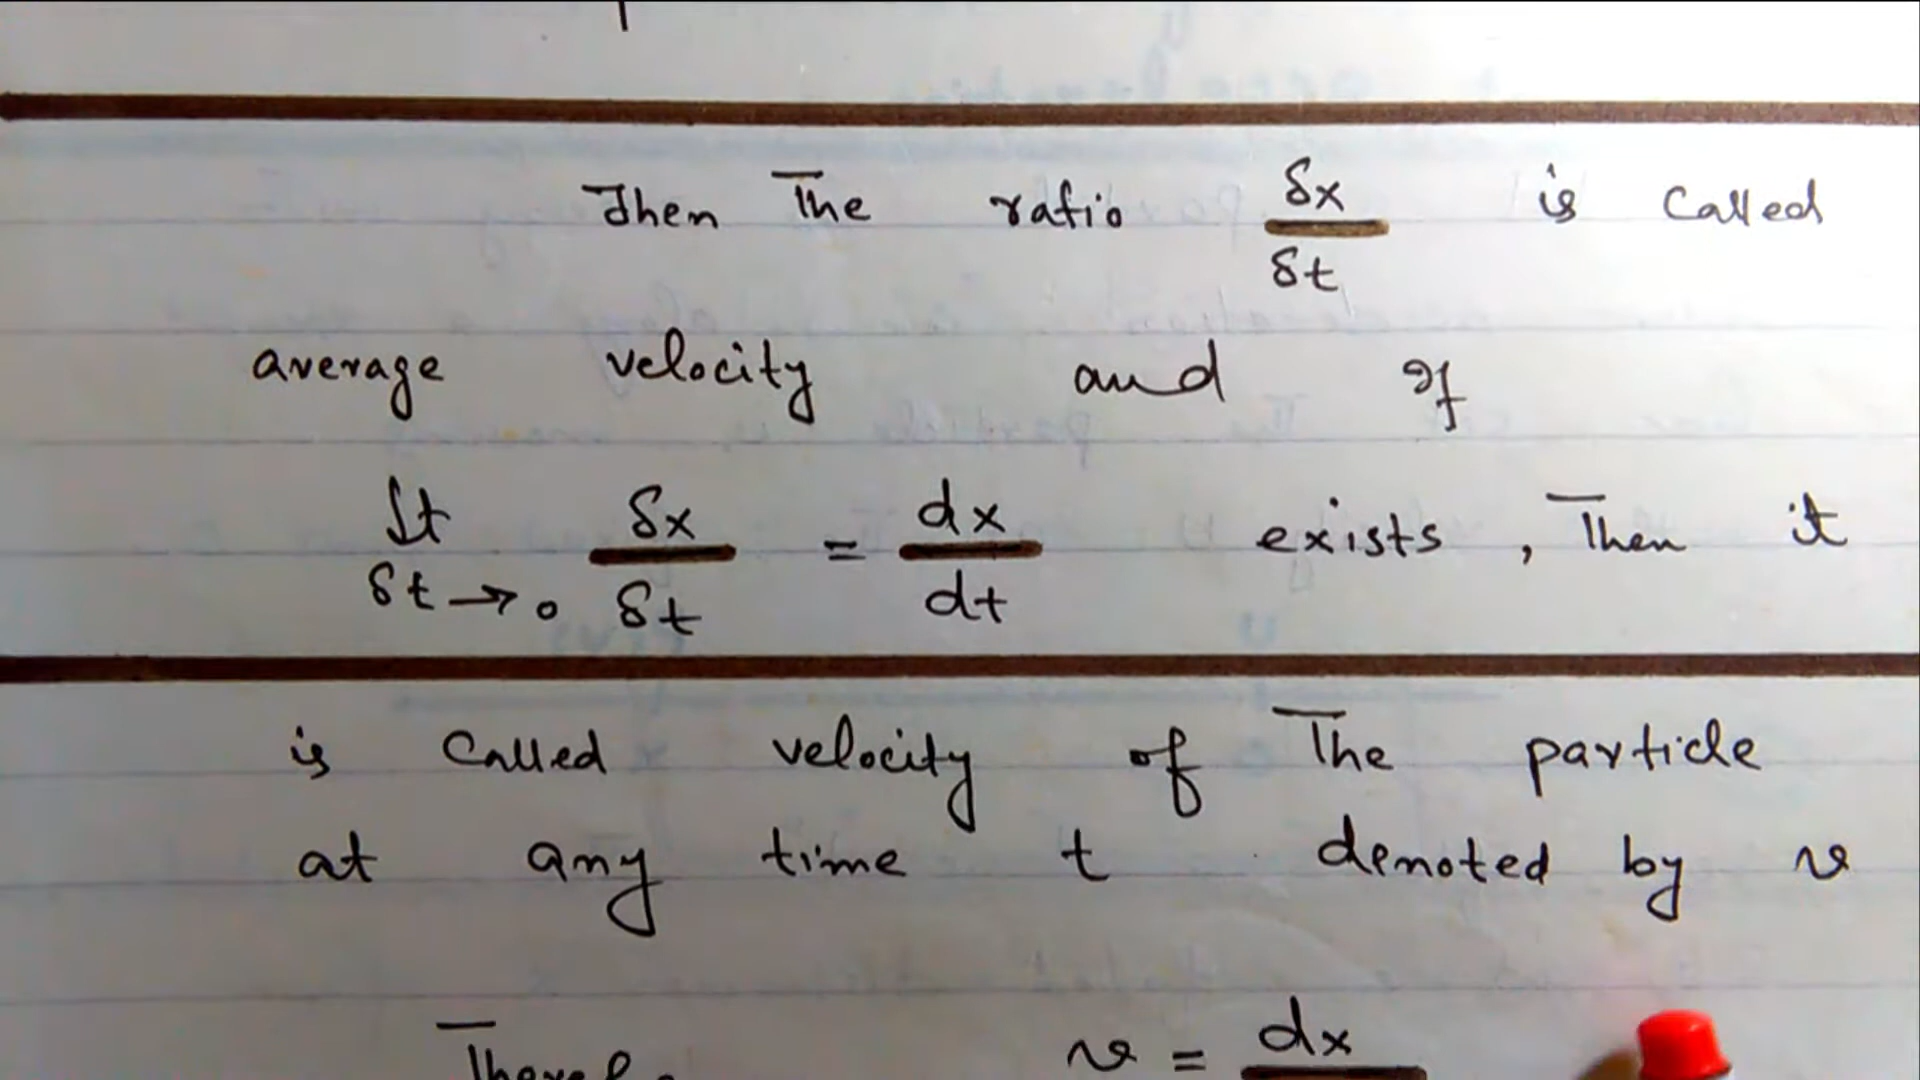 Then The ratio δx/δt is called
average velocity and if
lt δt→0 δx/δt = dx/dt exists, Then it
is called velocity of The particle
at any time t denoted by v
v = dx